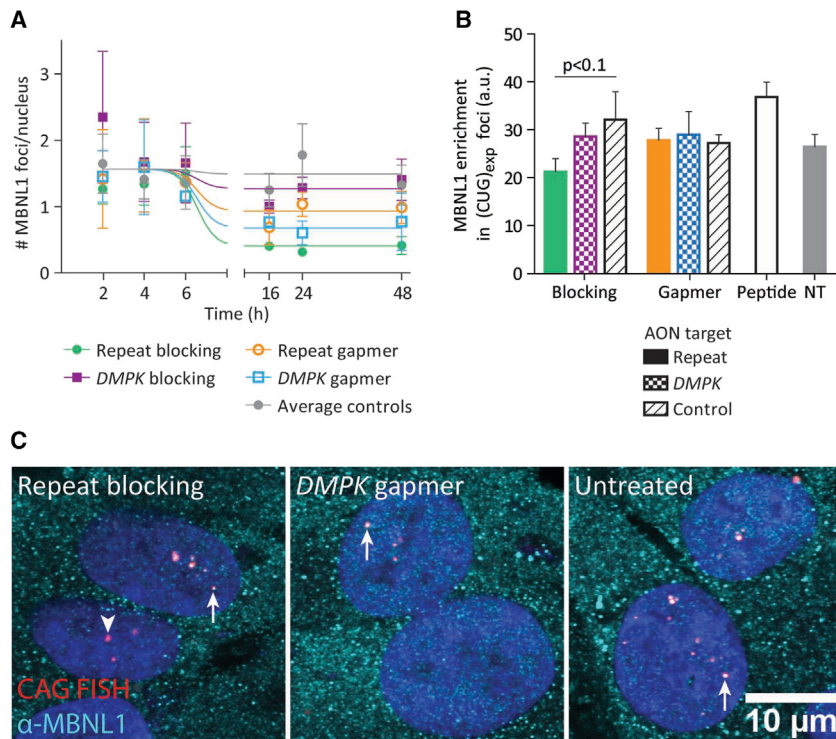 A
# MBNL1 foci/nucleus
3
2
1
0
2 4 6 16 24 48
Time (h)
Repeat blocking
DMPK blocking
Repeat gapmer
DMPK gapmer
Average controls
B
MBNL1 enrichment
in (CUG)exp foci (a.u.)
50
40
30
20
10
0
p<0.1
Blocking Gapmer Peptide NT
AON target
Repeat
DMPK
Control
C
Repeat blocking
CAG FISH
α-MBNL1
DMPK gapmer
Untreated
10 µm